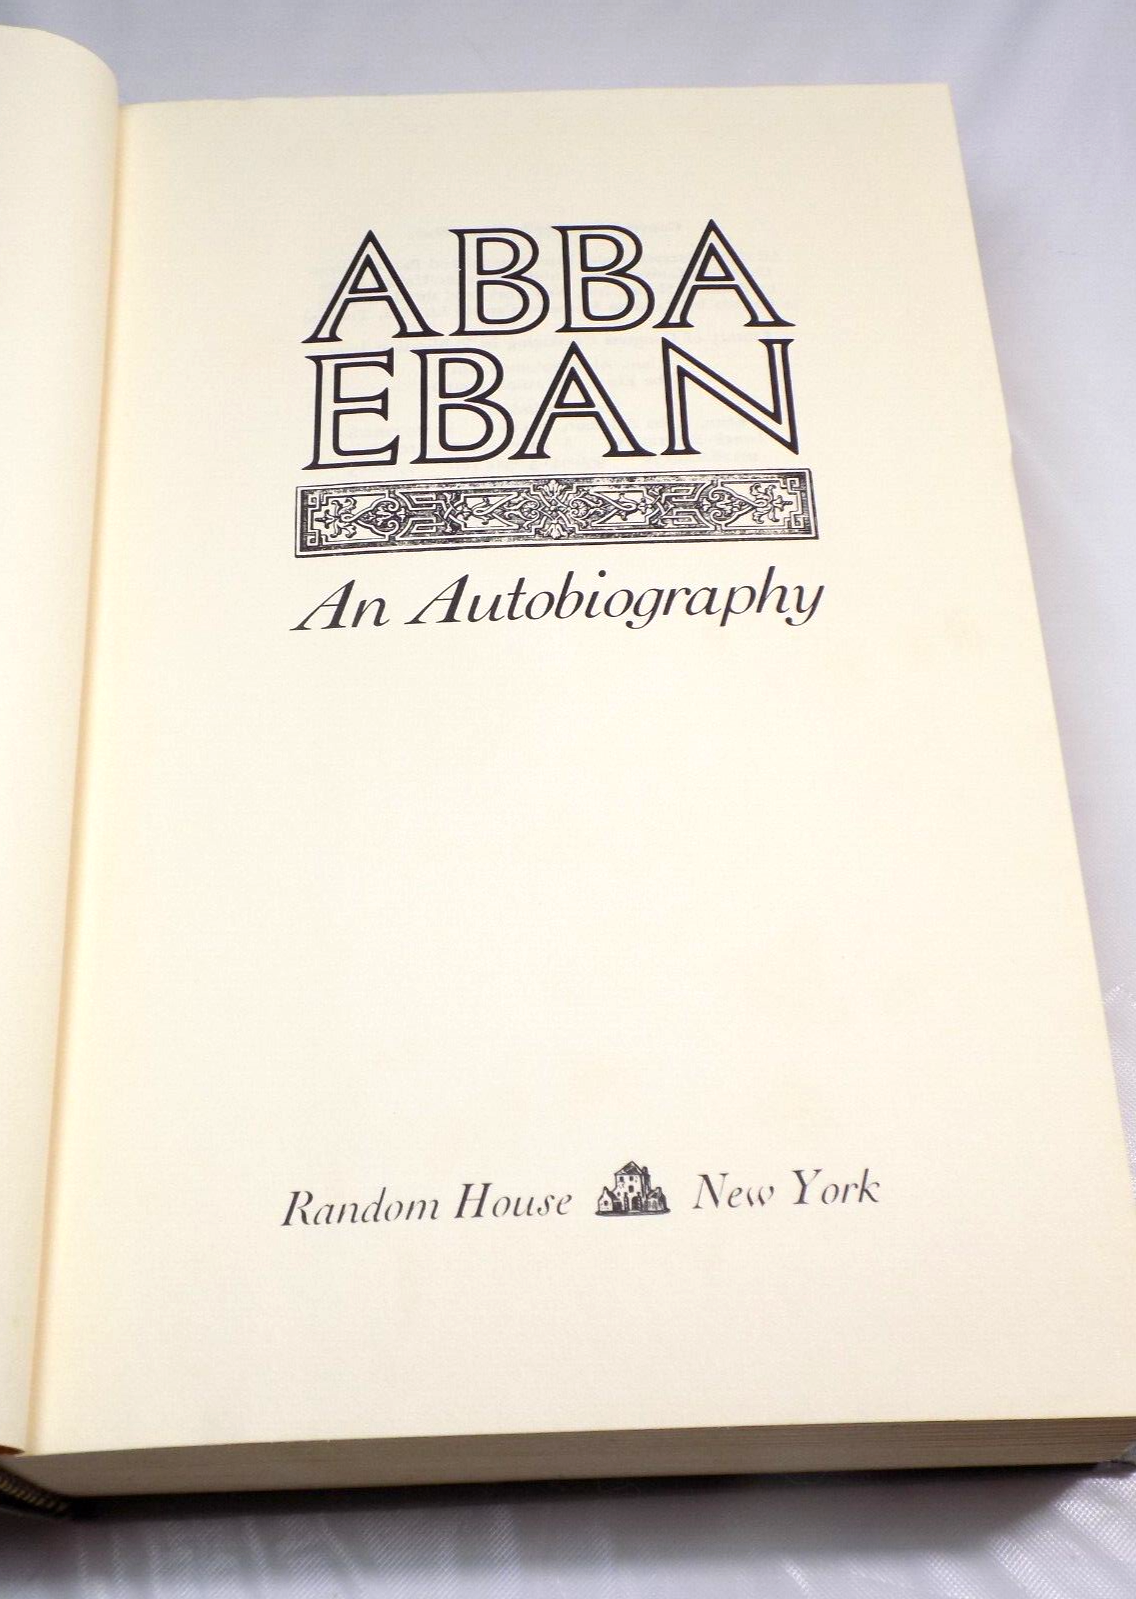 ABBA
EBAN
An Autobiography
Random House New York